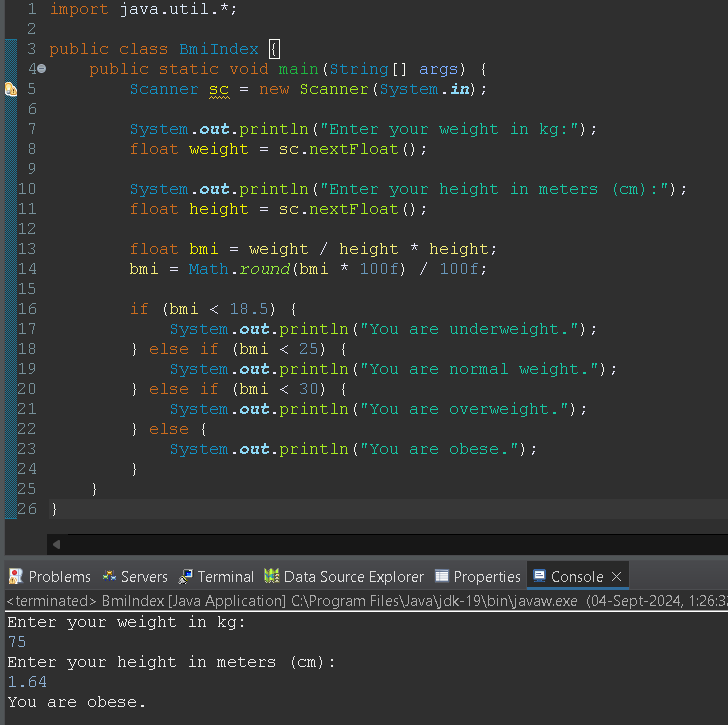 1 import java.util.*;
2
3 public class BmiIndex {
4 public static void main(String[] args) {
5 Scanner sc = new Scanner(System.in);
6
7 System.out.println("Enter your weight in kg:");
8 float weight = sc.nextFloat();
9
10 System.out.println("Enter your height in meters (cm):");
11 float height = sc.nextFloat();
12
13 float bmi = weight / height * height;
14 bmi = Math.round(bmi * 100f) / 100f;
15
16 if (bmi < 18.5) {
17 System.out.println("You are underweight.");
18 } else if (bmi < 25) {
19 System.out.println("You are normal weight.");
20 } else if (bmi < 30) {
21 System.out.println("You are overweight.");
22 } else {
23 System.out.println("You are obese.");
24 }
25 }
26 }
Problems Servers Terminal Data Source Explorer Properties Console
<terminated> BmiIndex [Java Application] C:\Program Files\Java\jdk-19\bin\javaw.exe (04-Sept-2024, 1:26:3
Enter your weight in kg:
75
Enter your height in meters (cm):
1.64
You are obese.